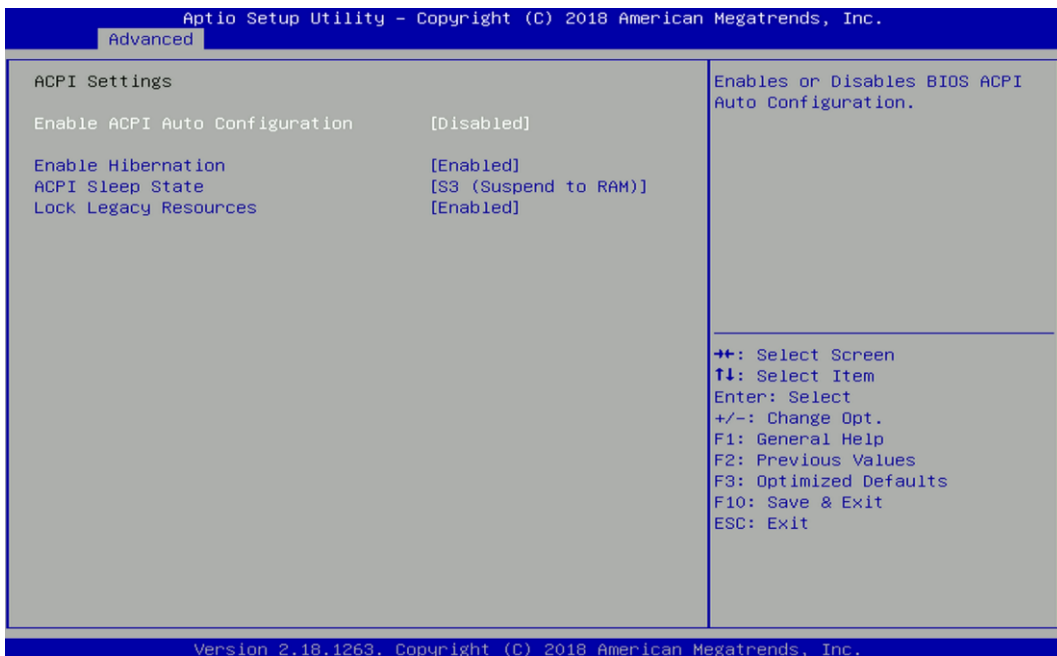 Aptio Setup Utility – Copyright (C) 2018 American Megatrends, Inc.
Advanced
ACPI Settings
Enable ACPI Auto Configuration [Disabled]
Enable Hibernation [Enabled]
ACPI Sleep State [S3 (Suspend to RAM)]
Lock Legacy Resources [Enabled]
Enables or Disables BIOS ACPI
Auto Configuration.
→←: Select Screen
↑↓: Select Item
Enter: Select
+/-: Change Opt.
F1: General Help
F2: Previous Values
F3: Optimized Defaults
F10: Save & Exit
ESC: Exit
Version 2.18.1263. Copyright (C) 2018 American Megatrends, Inc.